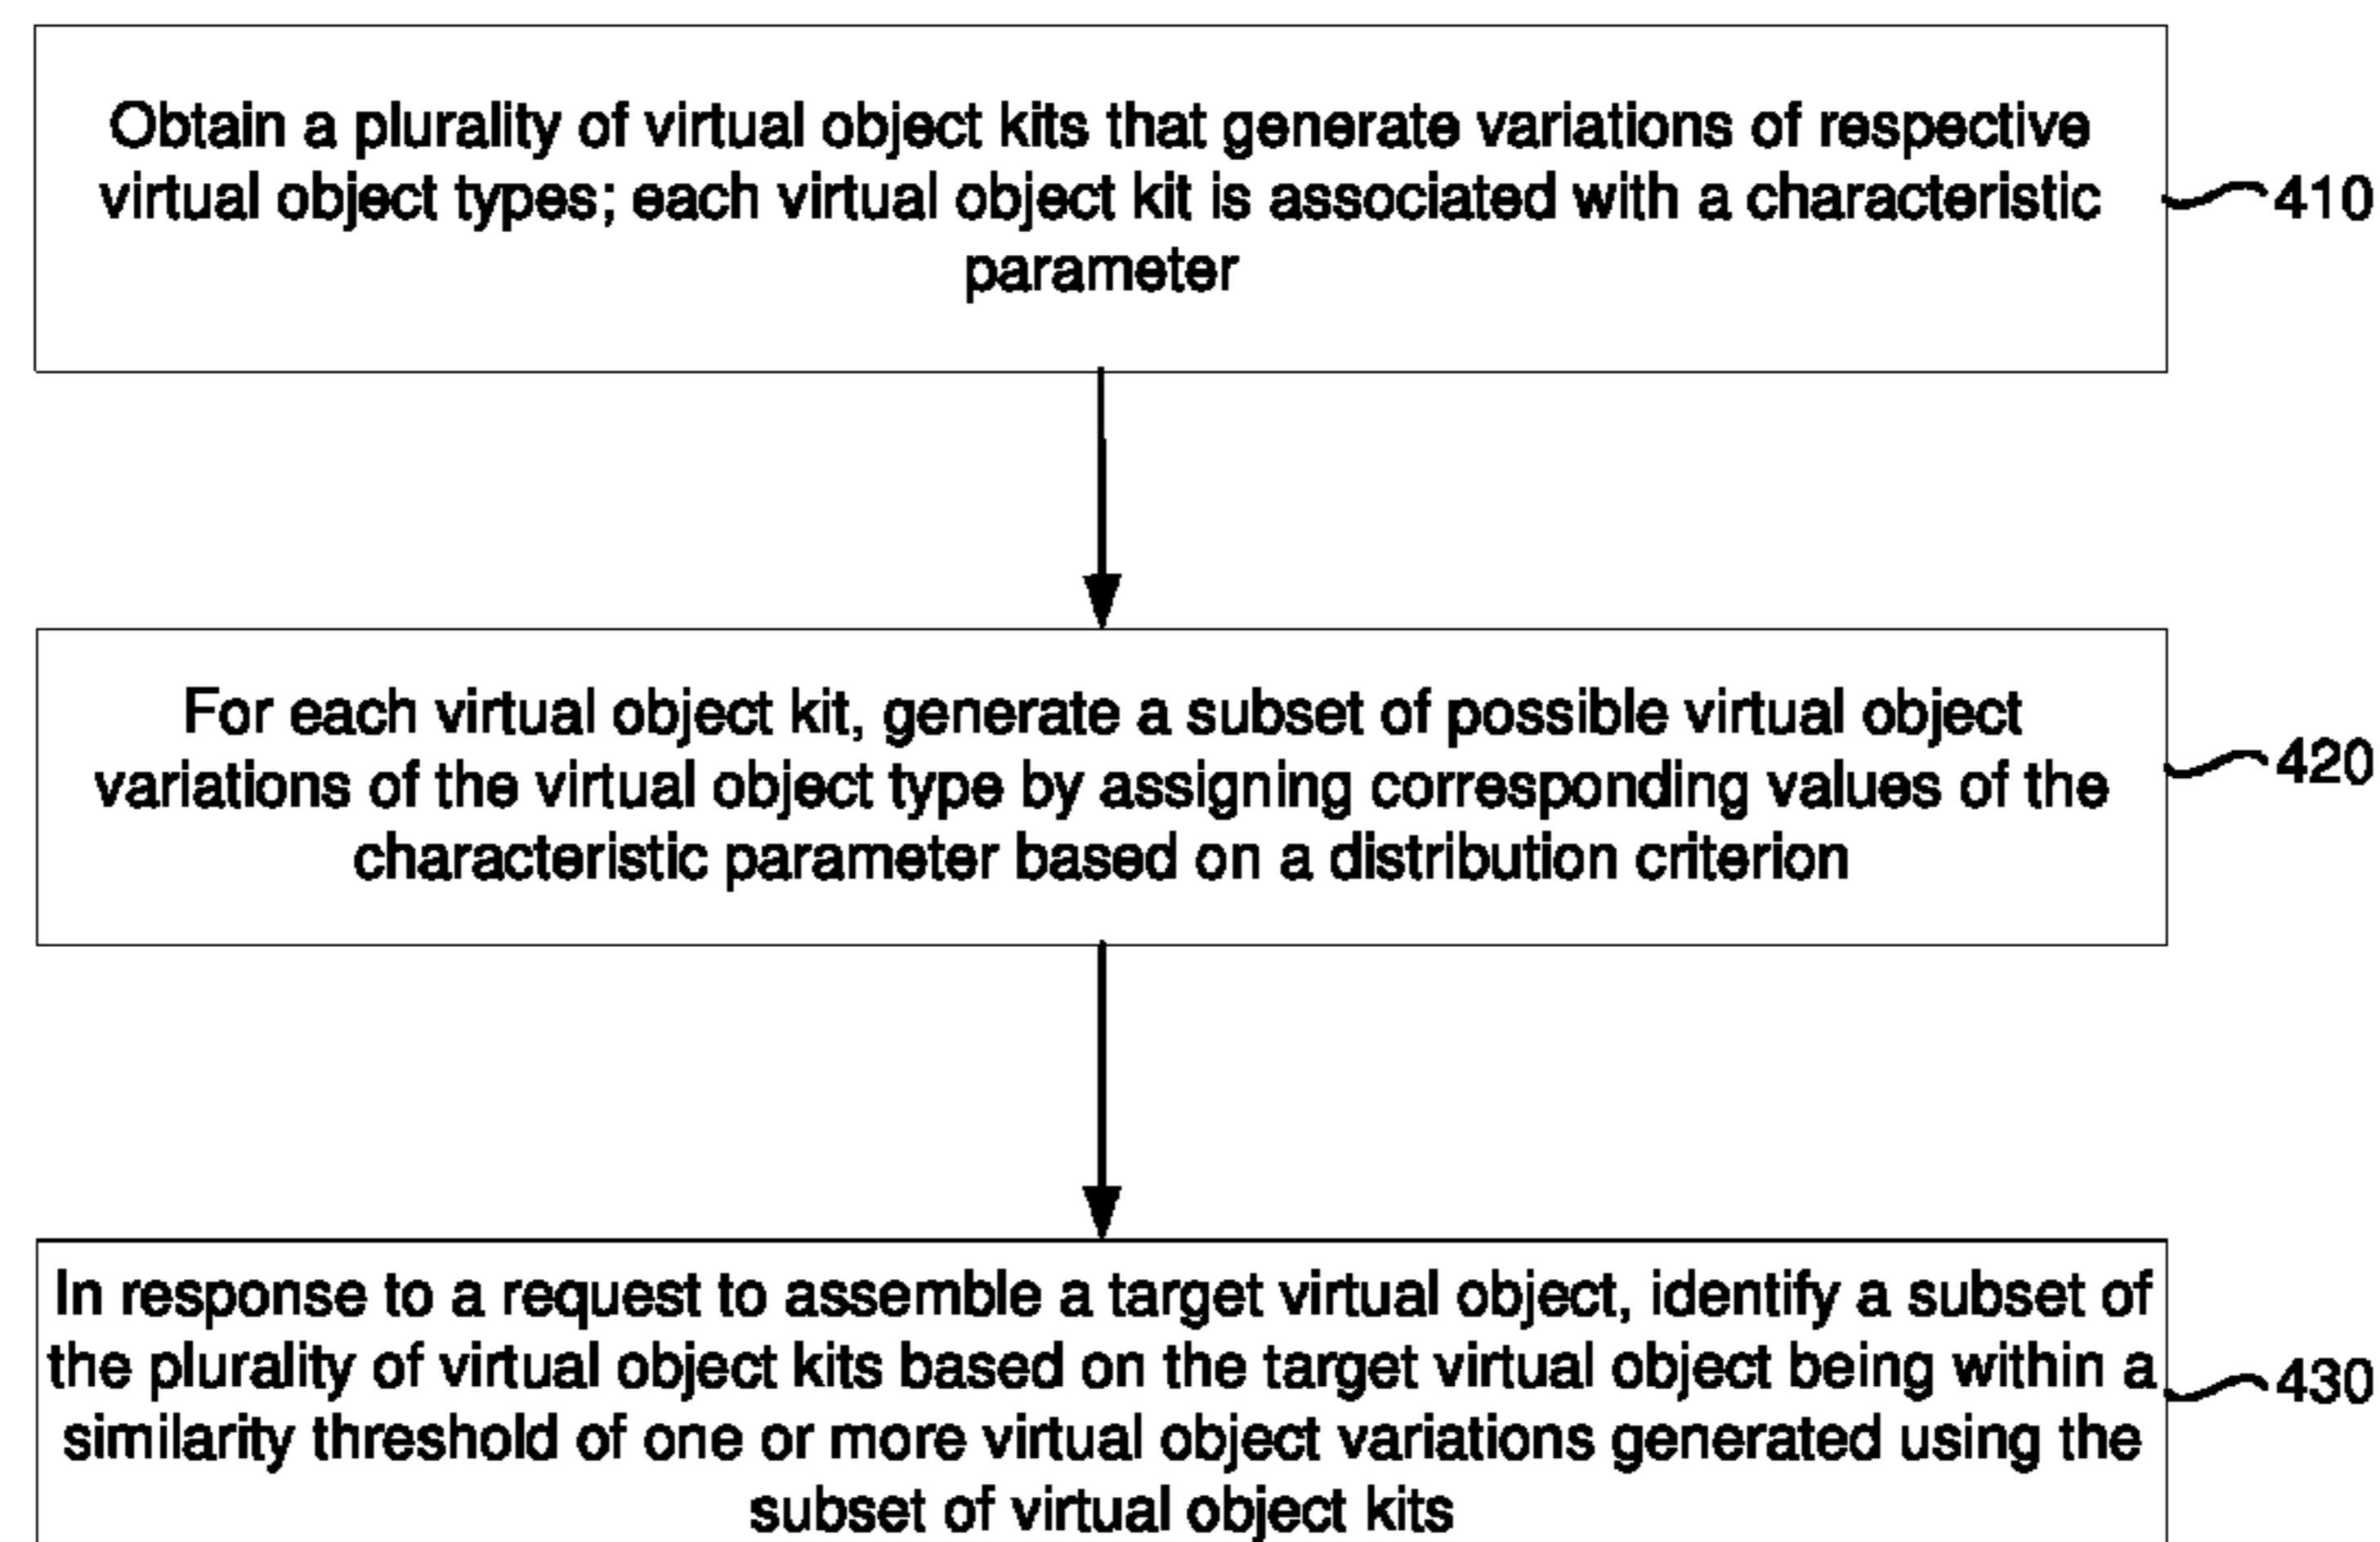 Obtain a plurality of virtual object kits that generate variations of respective
virtual object types; each virtual object kit is associated with a characteristic
parameter
410
For each virtual object kit, generate a subset of possible virtual object
variations of the virtual object type by assigning corresponding values of the
characteristic parameter based on a distribution criterion
420
In response to a request to assemble a target virtual object, identify a subset of
the plurality of virtual object kits based on the target virtual object being within a
similarity threshold of one or more virtual object variations generated using the
subset of virtual object kits
430